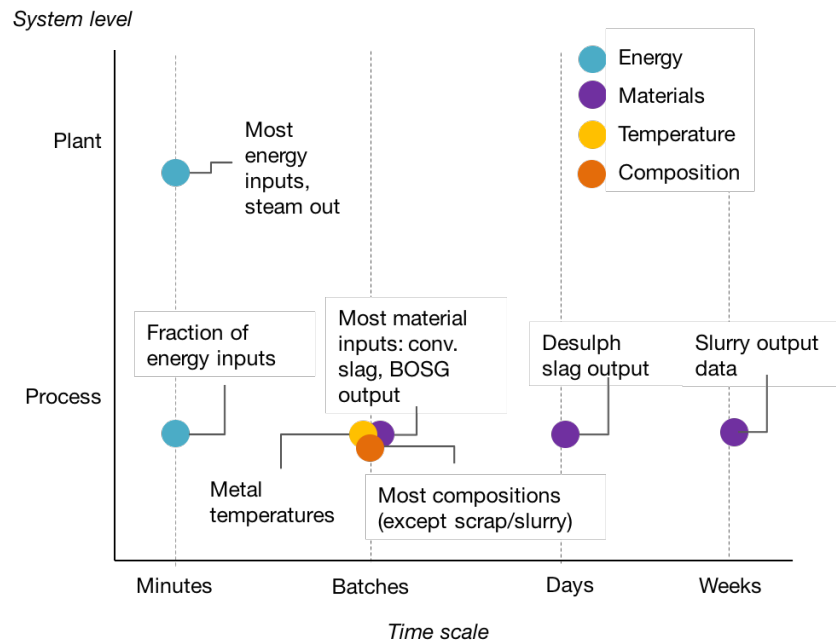 System level
Energy
Materials
Temperature
Composition
Plant
Most
energy
inputs,
steam out
Fraction of
energy inputs
Most material
inputs: conv.
slag, BOSG
output
Desulph
slag output
Slurry output
data
Process
Metal
temperatures
Most compositions
(except scrap/slurry)
Minutes
Batches
Days
Weeks
Time scale